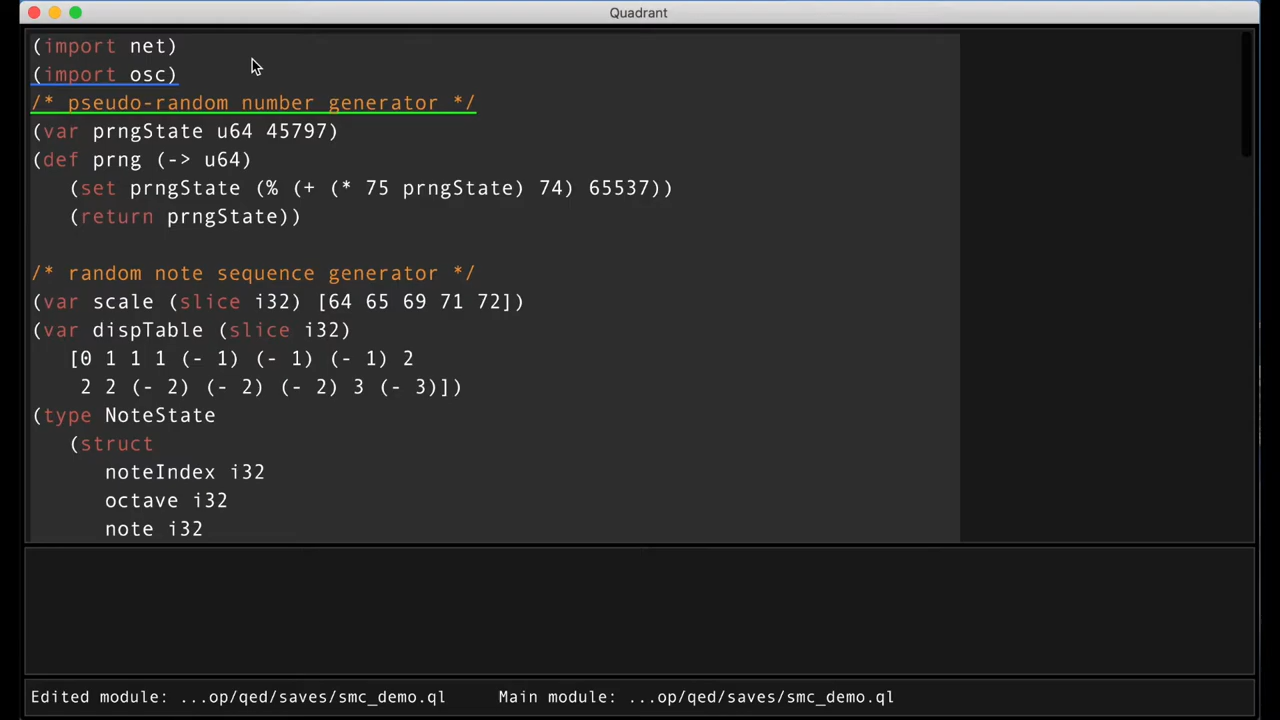 Quadrant
(import net)
(import osc)
/* pseudo-random number generator */
(var prngState u64 45797)
(def prng (-> u64)
   (set prngState (% (+ (* 75 prngState) 74) 65537))
   (return prngState))
/* random note sequence generator */
(var scale (slice i32) [64 65 69 71 72])
(var dispTable (slice i32)
   [0 1 1 1 (- 1) (- 1) (- 1) 2
    2 2 (- 2) (- 2) (- 2) 3 (- 3)])
(type NoteState
   (struct
      noteIndex i32
      octave i32
      note i32
Edited module: ...op/qed/saves/smc_demo.ql    Main module: ...op/qed/saves/smc_demo.ql